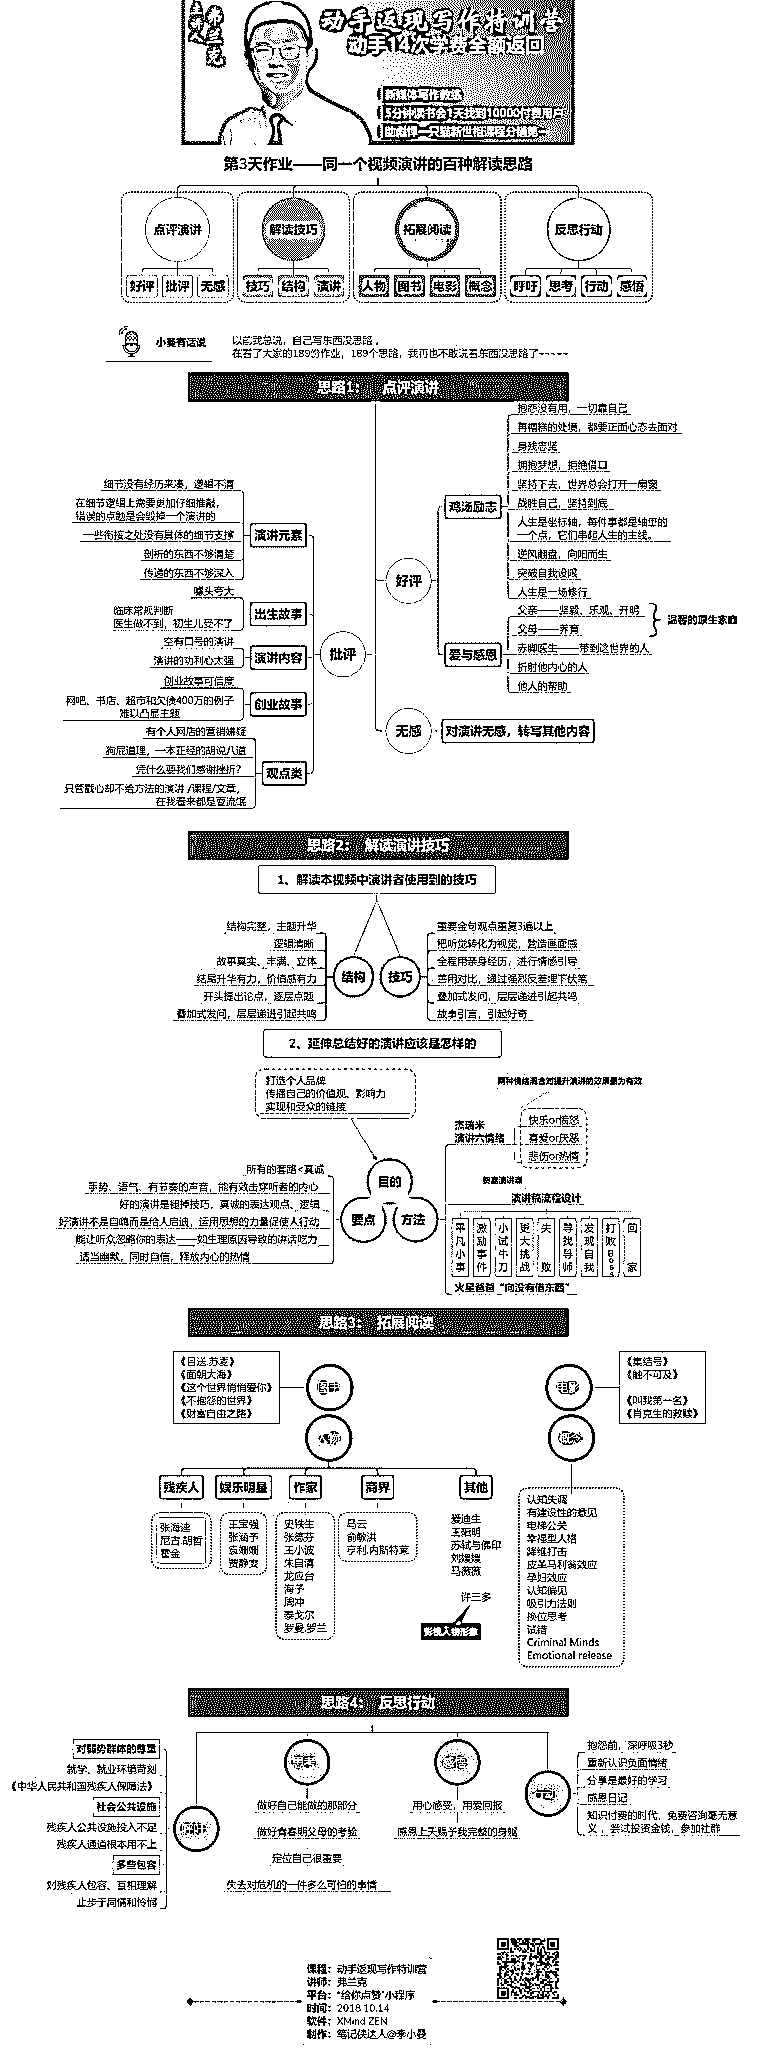 主讲人
弗兰克
动手返现写作特训营
动手14次学费全额返回
新媒体写作教练
5分钟读书会1天找到10000付费用户
第3天作业——同一个视频演讲的百种解读思路
点评演讲
解读技巧
拓展阅读
反思行动
好评 批评 无感
技巧 结构 演讲
人物 图书 电影 概念
呼吁 思考 行动 感悟
小曼有话说
以前我总说，自己写东西没思路。
在看了大家的189份作业，189个思路，我再也不敢说看东西没思路了~~~~~
思路1： 点评演讲
批评
演讲元素
细节没有经历来凑，逻辑不清
在细节逻辑上需要更加仔细推敲，
错误的点勉是会毁掉一个演讲的
一些衔接之处没有具体的细节支撑
剖析的东西不够清楚
传递的东西不够深入
出生故事
噱头夸大
临床常规判断
医生做不到，初生儿受不了
演讲内容
空有口号的演讲
演讲的功利心太强
创业故事
创业故事可信度
网吧、书店、超市和欠债400万的例子
难以凸显主题
观点类
有个人网店的营销嫌疑
狗屁道理，一本正经的胡说八道
凭什么要我们感谢挫折？
只管戳心却不给方法的演讲/课程/文章，
在我看来都是耍流氓
好评
鸡汤励志
抱怨没有用，一切靠自己
再糟糕的处境，都要正面心态去面对
身残志坚
拥抱梦想，拒绝借口
坚持下去，世界总会打开一扇窗
战胜自己，坚持到底
人生是坐标轴，每件事都是轴里的
一个点，它们串起人生的主线。
逆风翻盘，向阳而生
突破自我设限
人生是一场修行
爱与感恩
父亲——坚毅、乐观、开明
父母——养育
温馨的原生家庭
赤脚医生——带到这世界的人
折射他内心的人
他人的帮助
无感
对演讲无感，转写其他内容
思路2： 解读演讲技巧
1、解读本视频中演讲者使用到的技巧
结构
结构完整，主题升华
逻辑清晰
故事真实、丰满、立体
结尾升华有力，价值感有力
开头提出论点，逐层点题
叠加式发问，层层递进引起共鸣
技巧
重要金句观点重复3遍以上
把听觉转化为视觉，营造画面感
全程用亲身经历，进行情感引导
善用对比，通过强烈反差埋下伏笔
叠加式发问，层层递进引起共鸣
故事引言，引起好奇
2、延伸总结好的演讲应该是怎样的
打造个人品牌
传播自己的价值观、影响力
实现和受众的链接
目的
要点
方法
所有的套路<真诚
手势、语气、有节奏的声音，能有效击穿听者的内心
好的演讲是铤掉技巧，真诚的表达观点、逻辑
好演讲不是自嗨而是给人启迪，运用思想的力量促使人行动
能让听众忽略你的表达——如生理原因导致的讲话吃力
适当幽默，同时自信，释放内心的热情
两种情绪混合对提升演讲的效果最为有效
杰瑞米
演讲六情绪
快乐or愤怒
喜爱or厌恶
悲伤or热情
演讲稿流程设计
平凡小事
激励事件
小试牛刀
更大挑战
失败
寻找导师
发现自我
打败Boss
回家
火星爸爸“向没有借东西”
思路3： 拓展阅读
图书
《目送.苏麦》
《面朝大海》
《这个世界悄悄爱你》
《不抱怨的世界》
《财富自由之路》
电影
《集结号》
《触不可及》
《叫我第一名》
《肖克生的救赎》
人物
残疾人
张海迪
尼古.胡哲
霍金
娱乐明星
王宝强
张涵予
袁姗姗
贾静雯
作家
史铁生
张德芬
王小波
朱自清
龙应台
海子
周冲
泰戈尔
罗曼.罗兰
商界
马云
俞敏洪
亨利.内斯特莱
其他
爱迪生
王阳明
苏轼与佛印
刘媛媛
马薇薇
许三多
影视人物形象
概念
认知失调
有建设性的意见
电梯公关
幸福型人格
降维打击
皮革马利翁效应
孕妇效应
认知偏见
吸引力法则
换位思考
试错
Criminal Minds
Emotional release
思路4： 反思行动
呼吁
对弱势群体的尊重
就学、就业环境苛刻
《中华人民共和国残疾人保障法》
社会公共设施
残疾人公共设施投入不足
残疾人通道根本用不上
多些包容
对残疾人包容、互相理解
止步于同情和怜悯
做好自己能做的那部分
做好青春期父母的考验
定位自己很重要
失去对危机的一件多么可怕的事情
用心感受，用爱回报
感恩上天赐予我完整的身躯
抱怨前，深呼吸3秒
重新认识负面情绪
分享是最好的学习
感恩日记
知识付费的时代，免费咨询毫无意
义，尝试投资金钱，参加社群
课程：动手返现写作特训营
讲师：弗兰克
平台：“给你点赞”小程序
时间：2018.10.14
软件：XMind ZEN
制作：笔记侠达人@李小曼